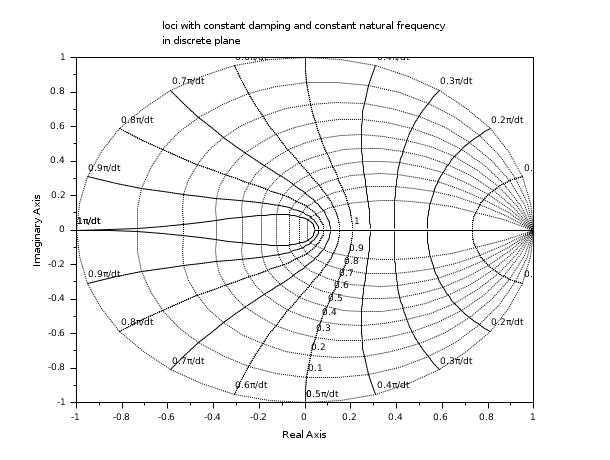 loci with constant damping and constant natural frequency
in discrete plane
1
0.4π/dt
0.7π/dt
0.3π/dt
0.8
0.8π/dt
0.2π/dt
0.6
0.4
0.9π/dt
0.
0.2
Imaginary Axis
1π/dt
1
0
0.9
-0.2
0.8
0.9π/dt
0.7
0.
0.6
-0.4
0.5
0.4
0.8π/dt
0.2π/dt
0.3
-0.6
0.2
0.7π/dt
0.3π/dt
-0.8
0.1
0.6π/dt
0.5π/dt
0.4π/dt
-1
-1
-0.8
-0.6
-0.4
-0.2
0
0.2
0.4
0.6
0.8
1
Real Axis